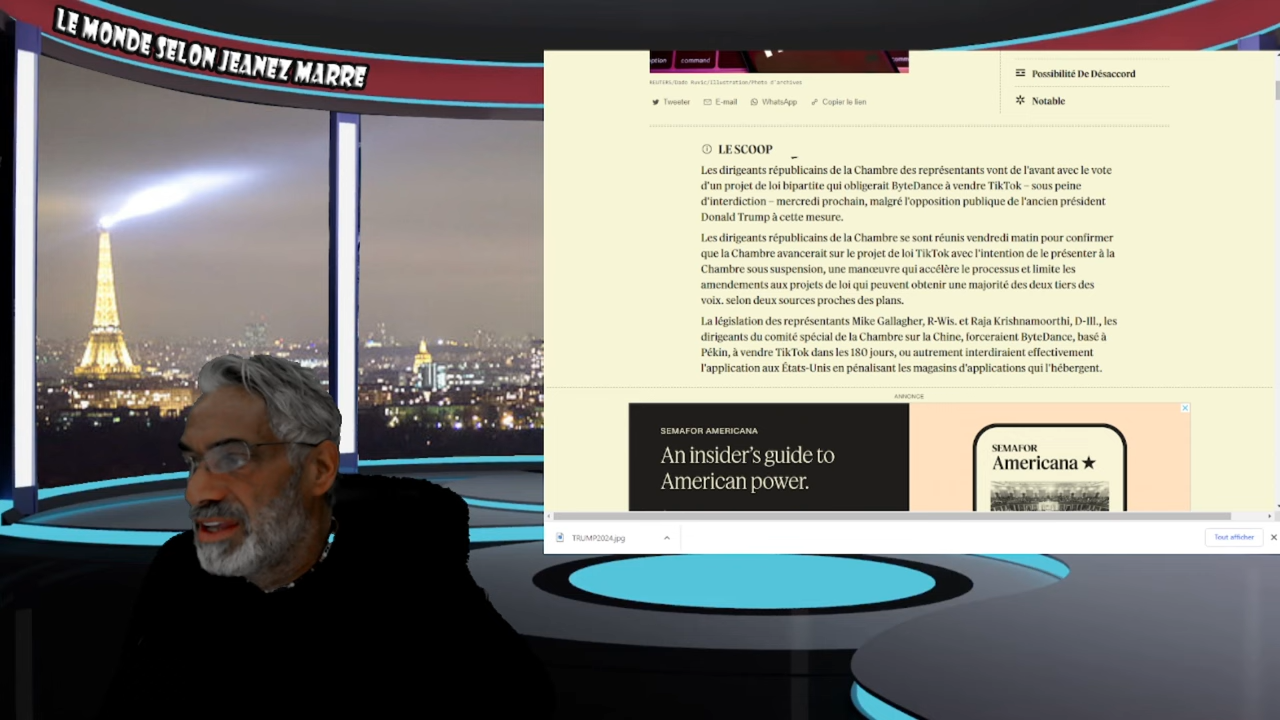 LE MONDE SELON JEANEZ MARRE
option
command
REUTERS/Dado Ruvic/Illustration/Photo d'archives
Tweeter
E-mail
WhatsApp
Copier le lien
Possibilité De Désaccord
Notable
LE SCOOP
Les dirigeants républicains de la Chambre des représentants vont de l'avant avec le vote
d'un projet de loi bipartite qui obligerait ByteDance à vendre TikTok – sous peine
d'interdiction – mercredi prochain, malgré l'opposition publique de l'ancien président
Donald Trump à cette mesure.
Les dirigeants républicains de la Chambre se sont réunis vendredi matin pour confirmer
que la Chambre avancerait sur le projet de loi TikTok avec l'intention de le présenter à la
Chambre sous suspension, une manœuvre qui accélère le processus et limite les
amendements aux projets de loi qui peuvent obtenir une majorité des deux tiers des
voix. selon deux sources proches des plans.
La législation des représentants Mike Gallagher, R-Wis. et Raja Krishnamoorthi, D-Ill., les
dirigeants du comité spécial de la Chambre sur la Chine, forceraient ByteDance, basé à
Pékin, à vendre TikTok dans les 180 jours, ou autrement interdiraient effectivement
l'application aux États-Unis en pénalisant les magasins d'applications qui l'hébergent.
ANNONCE
SEMAFOR AMERICANA
An insider's guide to
American power.
SEMAFOR
Americana ★
TRUMP2024.jpg
Tout afficher